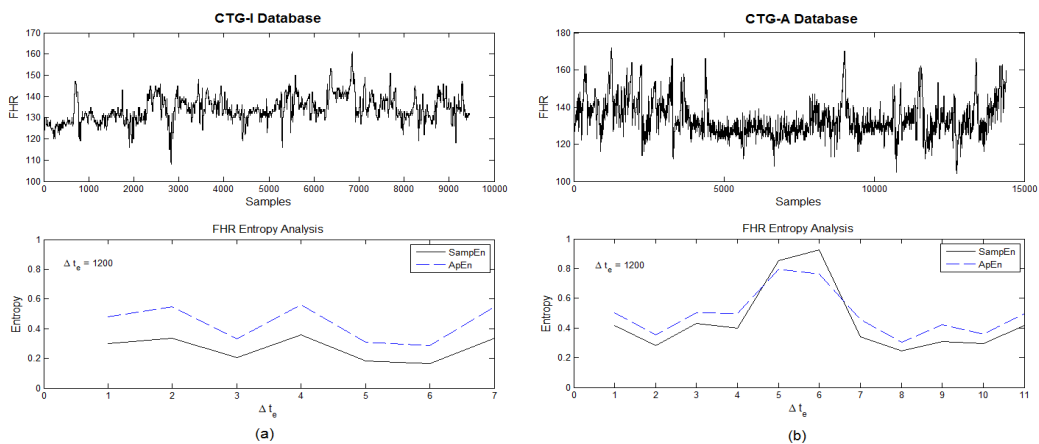 CTG-I Database
170
160
150
140
130
120
110
100
FHR
0 1000 2000 3000 4000 5000 6000 7000 8000 9000 10000
Samples
FHR Entropy Analysis
1
0.8
0.6
0.4
0.2
0
Entropy
Δ t e = 1200
SampEn
ApEn
0 1 2 3 4 5 6 7
Δ t e
(a)
CTG-A Database
180
160
140
120
100
FHR
0 5000 10000 15000
Samples
FHR Entropy Analysis
1
0.8
0.6
0.4
0.2
0
Entropy
Δ t e = 1200
SampEn
ApEn
0 1 2 3 4 5 6 7 8 9 10 11
Δ t e
(b)